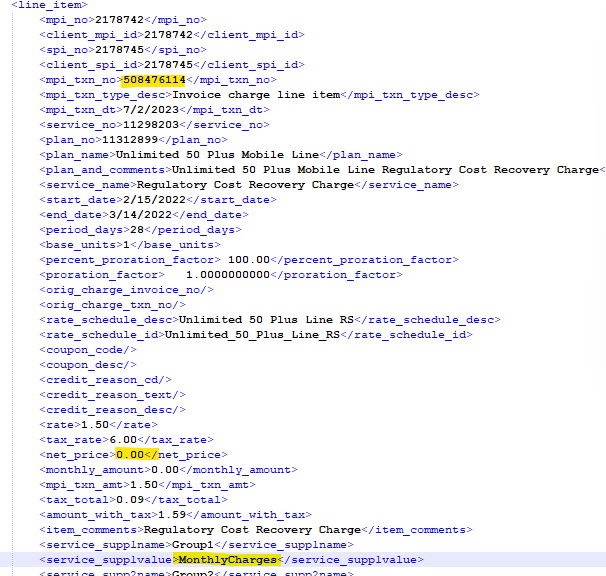 <line_item>
<mpi_no>2178742</mpi_no>
<client_mpi_id>2178742</client_mpi_id>
<spi_no>2178745</spi_no>
<client_spi_id>2178745</client_spi_id>
<mpi_txn_no>508476114</mpi_txn_no>
<mpi_txn_type_desc>Invoice charge line item</mpi_txn_type_desc>
<mpi_txn_dt>7/2/2023</mpi_txn_dt>
<service_no>11298203</service_no>
<plan_no>11312899</plan_no>
<plan_name>Unlimited 50 Plus Mobile Line</plan_name>
<plan_and_comments>Unlimited 50 Plus Mobile Line Regulatory Cost Recovery Charge<
<service_name>Regulatory Cost Recovery Charge</service_name>
<start_date>2/15/2022</start_date>
<end_date>3/14/2022</end_date>
<period_days>28</period_days>
<base_units>1</base_units>
<percent_proration_factor> 100.00</percent_proration_factor>
<proration_factor>   1.0000000000</proration_factor>
<orig_charge_invoice_no/>
<orig_charge_txn_no/>
<rate_schedule_desc>Unlimited 50 Plus Line RS</rate_schedule_desc>
<rate_schedule_id>Unlimited_50_Plus_Line_RS</rate_schedule_id>
<coupon_code/>
<coupon_desc/>
<credit_reason_cd/>
<credit_reason_text/>
<credit_reason_desc/>
<rate>1.50</rate>
<tax_rate>6.00</tax_rate>
<net_price>0.00</net_price>
<monthly_amount>0.00</monthly_amount>
<mpi_txn_amt>1.50</mpi_txn_amt>
<tax_total>0.09</tax_total>
<amount_with_tax>1.59</amount_with_tax>
<item_comments>Regulatory Cost Recovery Charge</item_comments>
<service_supp1name>Group1</service_supp1name>
<service_supp1value>MonthlyCharges</service_supp1value>
<service_supp2name>Group2</service_supp2name>